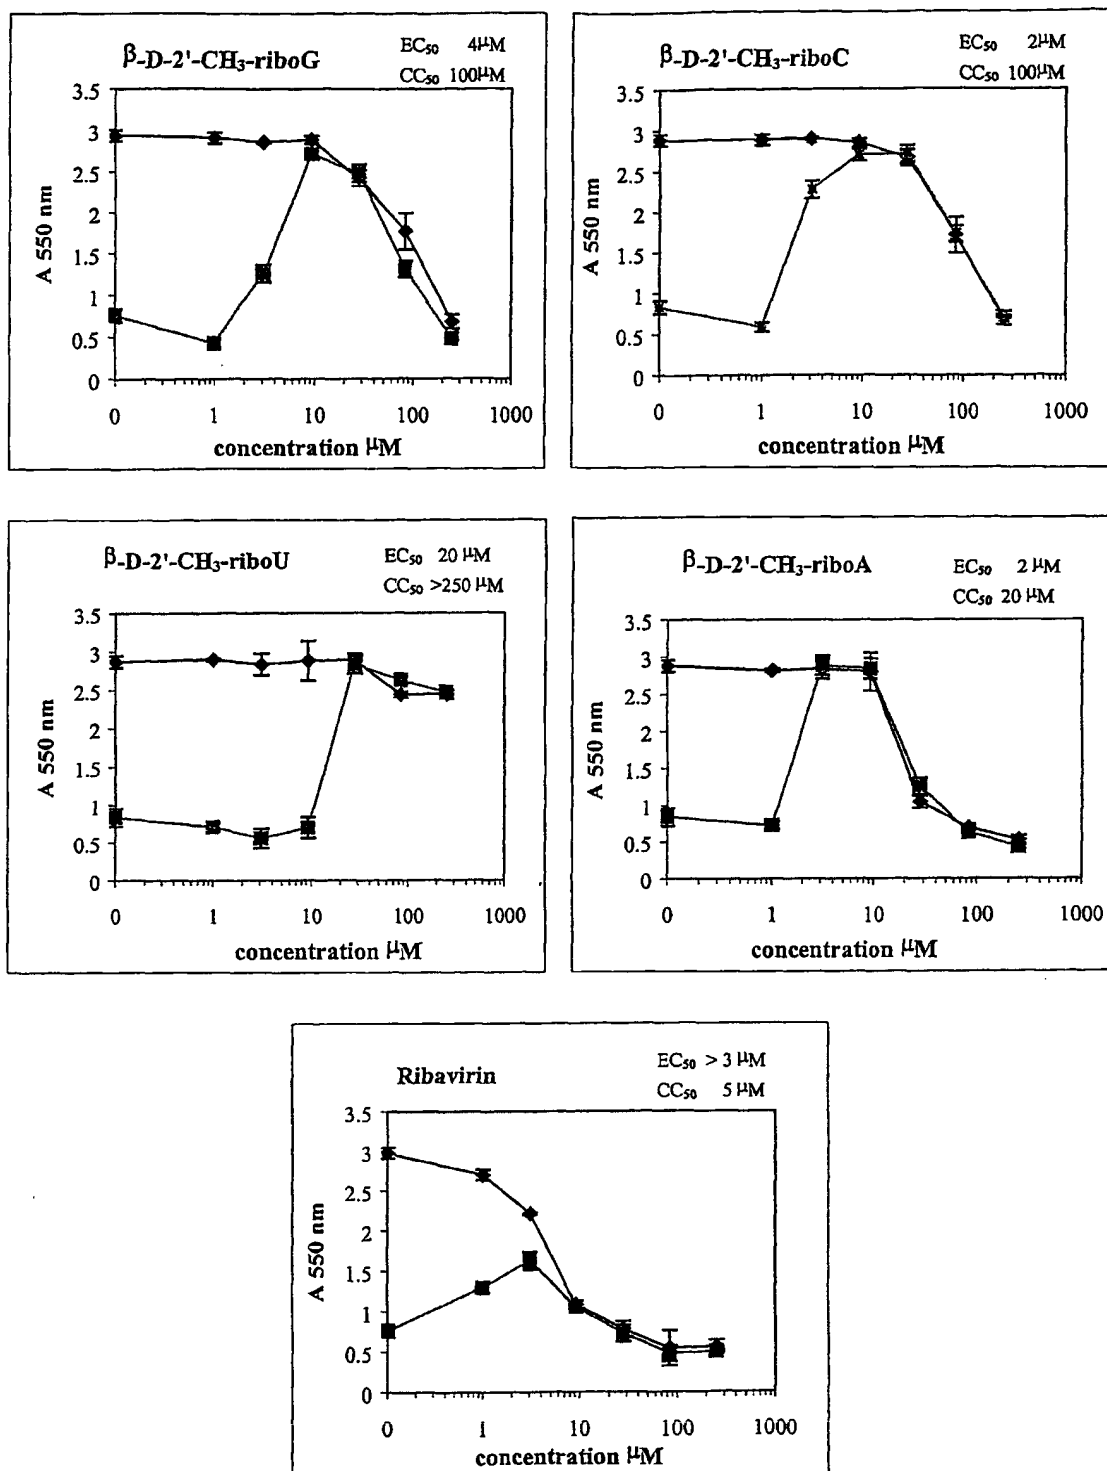 β-D-2'-CH₃-riboG
EC₅₀ 4µM
CC₅₀ 100µM
3.5
3
2.5
2
1.5
1
0.5
0
A 550 nm
0 1 10 100 1000
concentration µM
β-D-2'-CH₃-riboC
EC₅₀ 2µM
CC₅₀ 100µM
3.5
3
2.5
2
1.5
1
0.5
0
A 550 nm
0 1 10 100 1000
concentration µM
β-D-2'-CH₃-riboU
EC₅₀ 20 µM
CC₅₀ >250 µM
3.5
3
2.5
2
1.5
1
0.5
0
A 550 nm
0 1 10 100 1000
concentration µM
β-D-2'-CH₃-riboA
EC₅₀ 2 µM
CC₅₀ 20 µM
3.5
3
2.5
2
1.5
1
0.5
0
A 550 nm
0 1 10 100 1000
concentration µM
Ribavirin
EC₅₀ > 3 µM
CC₅₀ 5 µM
3.5
3
2.5
2
1.5
1
0.5
0
A 550 nm
0 1 10 100 1000
concentration µM